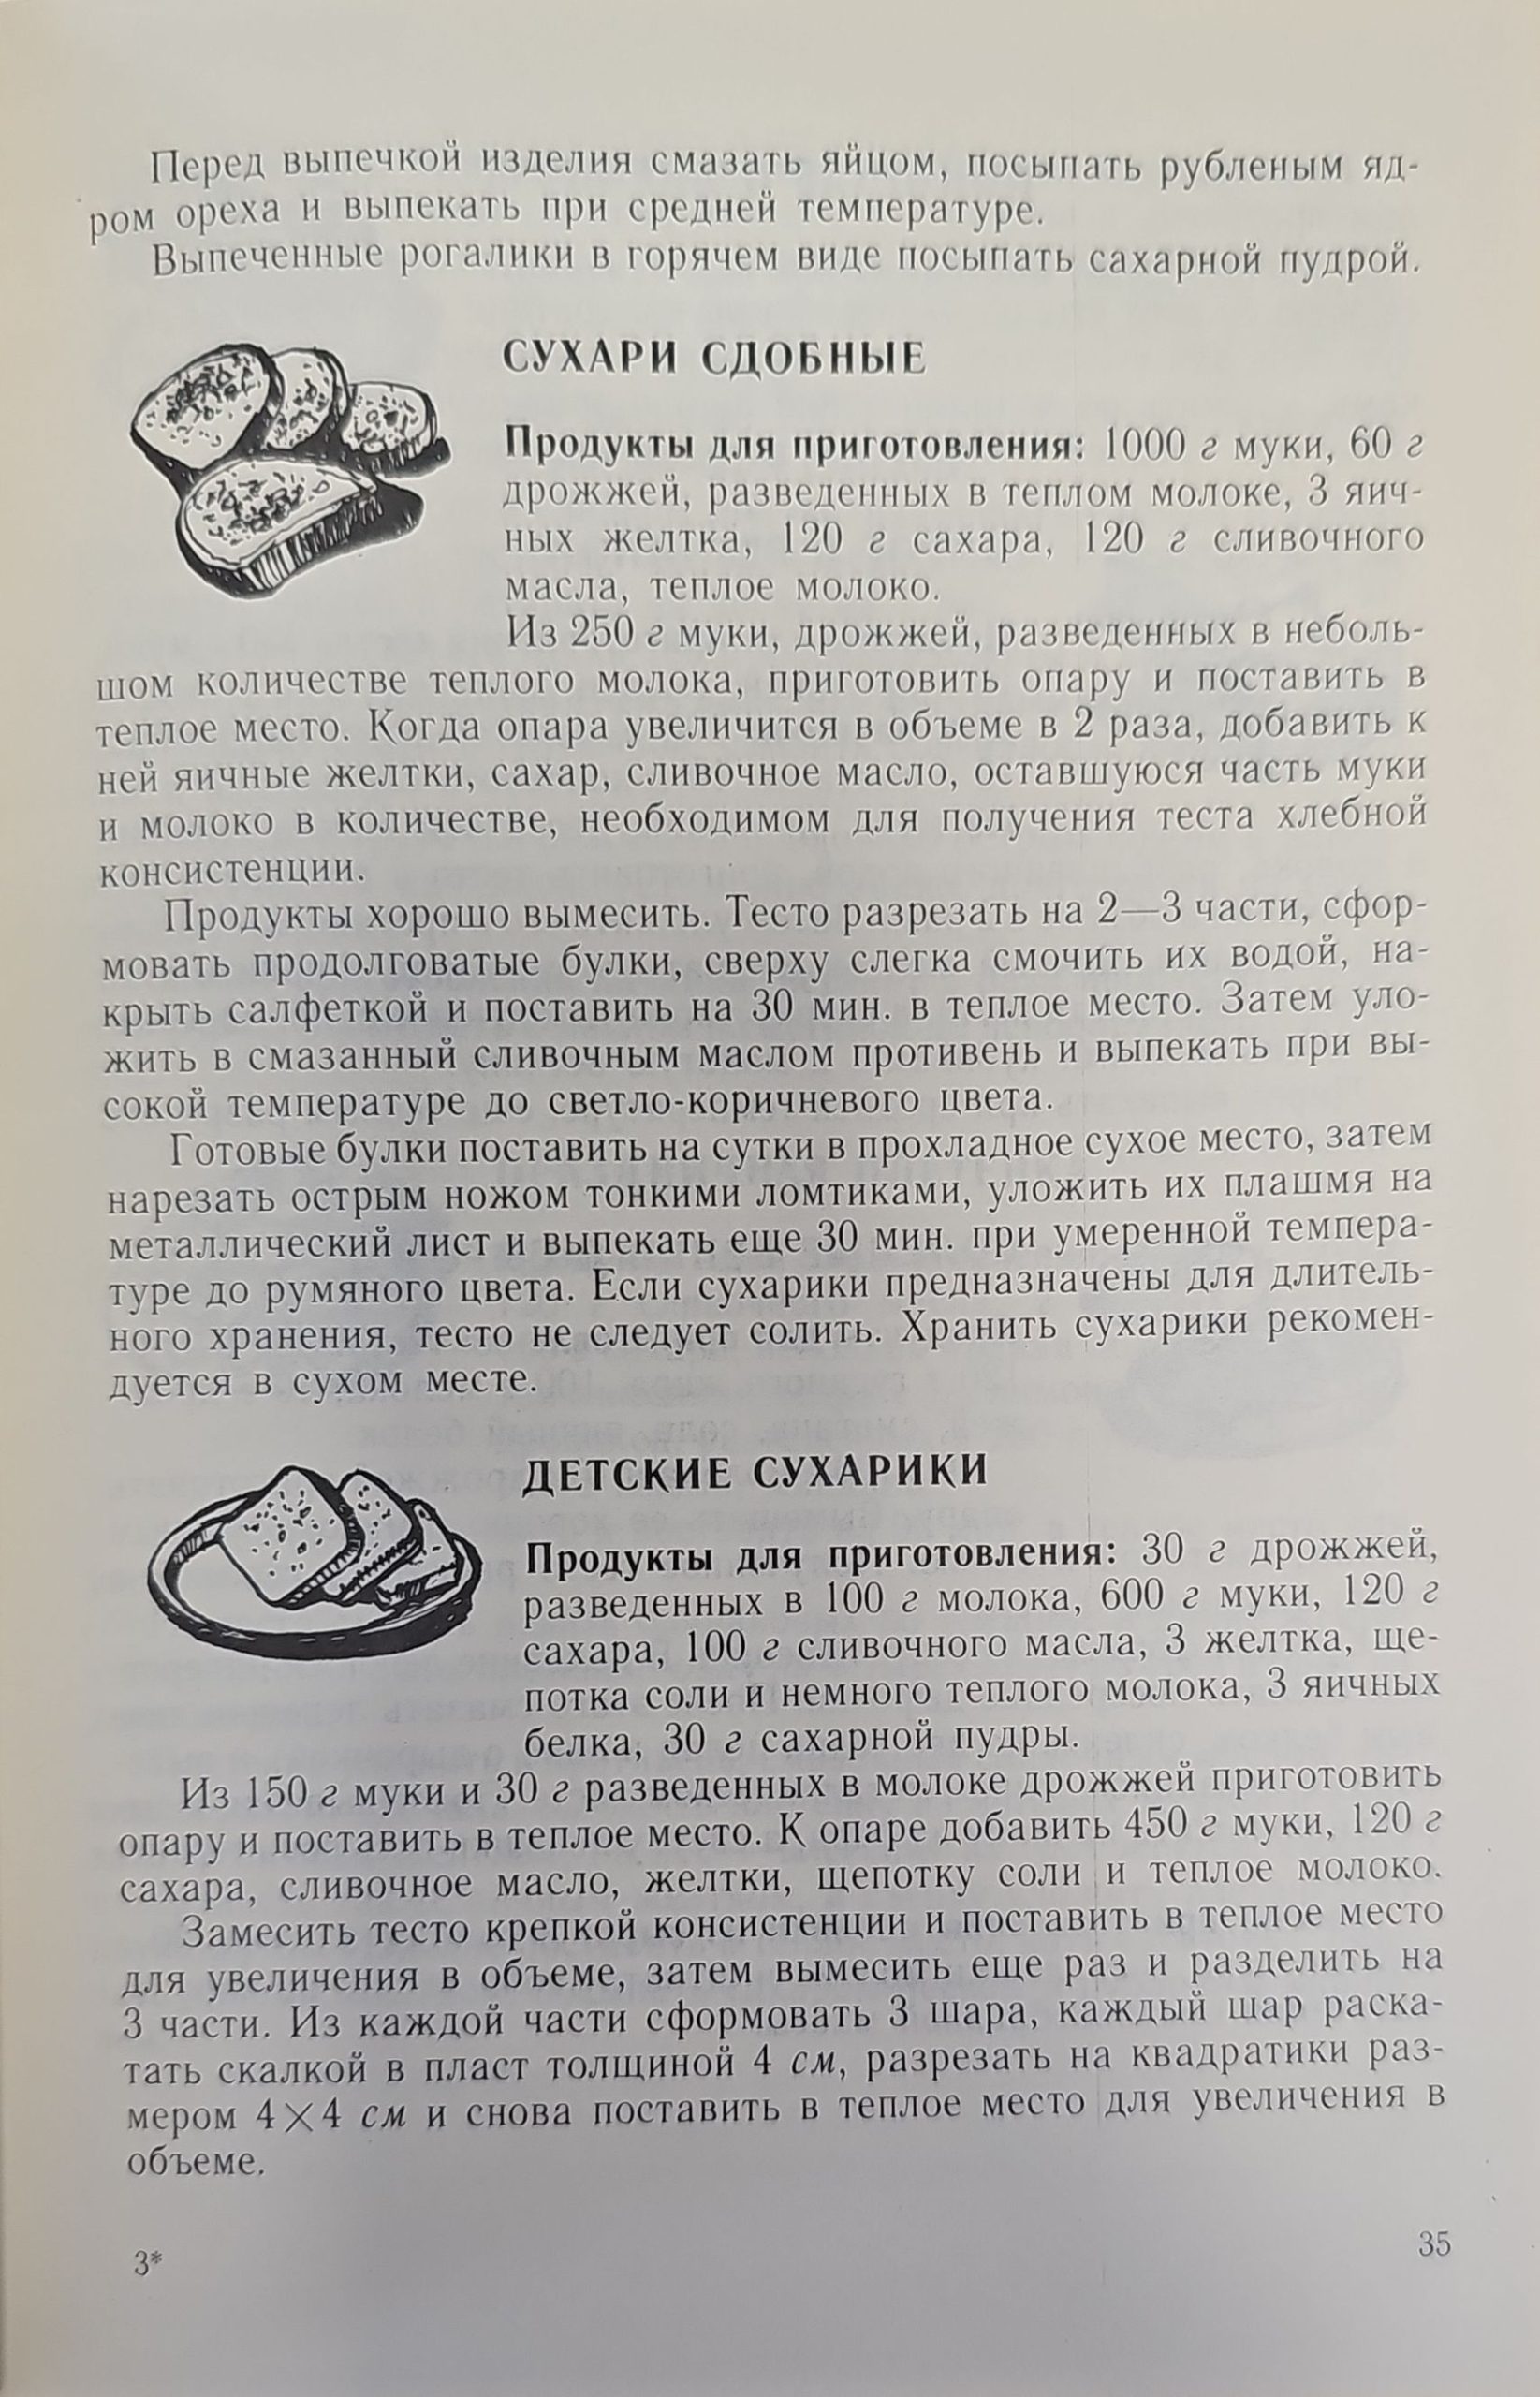 Перед выпечкой изделия смазать яйцом, посыпать рубленым яд-
ром ореха и выпекать при средней температуре.
Выпеченные рогалики в горячем виде посыпать сахарной пудрой.
СУХАРИ СДОБНЫЕ
Продукты для приготовления: 1000 г муки, 60 г
дрожжей, разведенных в теплом молоке, 3 яич-
ных желтка, 120 г сахара, 120 г сливочного
масла, теплое молоко.
Из 250 г муки, дрожжей, разведенных в неболь-
шом количестве теплого молока, приготовить опару и поставить в
теплое место. Когда опара увеличится в объеме в 2 раза, добавить к
ней яичные желтки, сахар, сливочное масло, оставшуюся часть муки
и молоко в количестве, необходимом для получения теста хлебной
консистенции.
Продукты хорошо вымесить. Тесто разрезать на 2—3 части, сфор-
мовать продолговатые булки, сверху слегка смочить их водой, на-
крыть салфеткой и поставить на 30 мин. в теплое место. Затем уло-
жить в смазанный сливочным маслом противень и выпекать при вы-
сокой температуре до светло-коричневого цвета.
Готовые булки поставить на сутки в прохладное сухое место, затем
нарезать острым ножом тонкими ломтиками, уложить их плашмя на
металлический лист и выпекать еще 30 мин. при умеренной темпера-
туре до румяного цвета. Если сухарики предназначены для длитель-
ного хранения, тесто не следует солить. Хранить сухарики рекомен-
дуется в сухом месте.
ДЕТСКИЕ СУХАРИКИ
Продукты для приготовления: 30 г дрожжей,
разведенных в 100 г молока, 600 г муки, 120 г
сахара, 100 г сливочного масла, 3 желтка, ще-
потка соли и немного теплого молока, 3 яичных
белка, 30 г сахарной пудры.
Из 150 г муки и 30 г разведенных в молоке дрожжей приготовить
опару и поставить в теплое место. К опаре добавить 450 г муки, 120 г
сахара, сливочное масло, желтки, щепотку соли и теплое молоко.
Замесить тесто крепкой консистенции и поставить в теплое место
для увеличения в объеме, затем вымесить еще раз и разделить на
3 части. Из каждой части сформовать 3 шара, каждый шар раска-
тать скалкой в пласт толщиной 4 см, разрезать на квадратики раз-
мером 4×4 см и снова поставить в теплое место для увеличения в
объеме.
3*
35